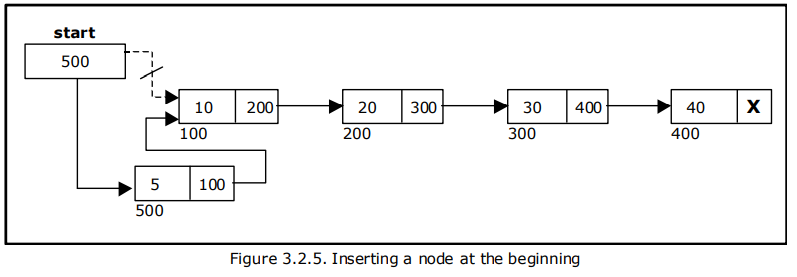 start
500
10 200 20 300 30 400 40 X
100 200 300 400
5 100
500
Figure 3.2.5. Inserting a node at the beginning